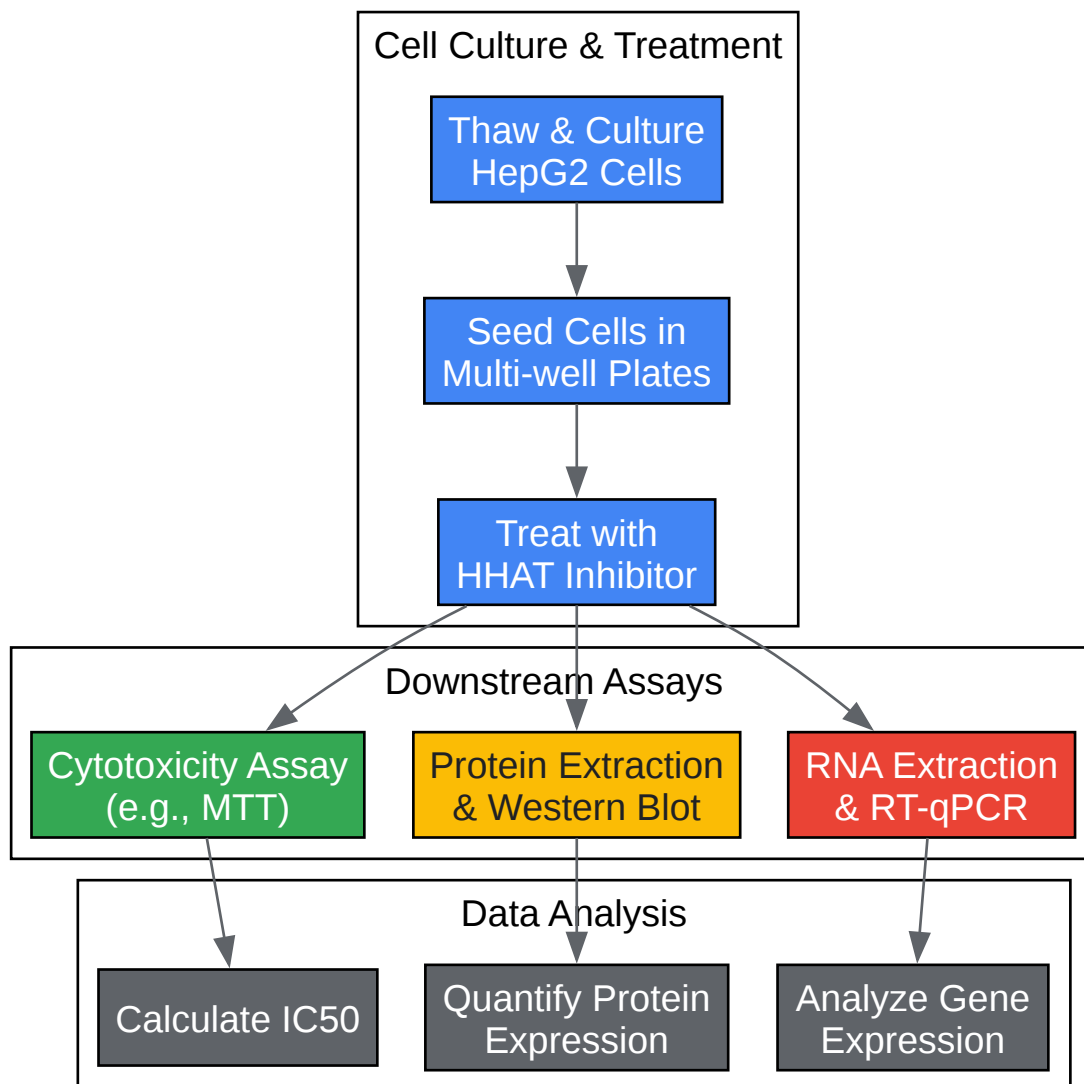 Cell Culture & Treatment
Thaw & Culture
HepG2 Cells
Seed Cells in
Multi-well Plates
Treat with
HHAT Inhibitor
Downstream Assays
Cytotoxicity Assay
(e.g., MTT)
Protein Extraction
& Western Blot
RNA Extraction
& RT-qPCR
Data Analysis
Calculate IC50
Quantify Protein
Expression
Analyze Gene
Expression